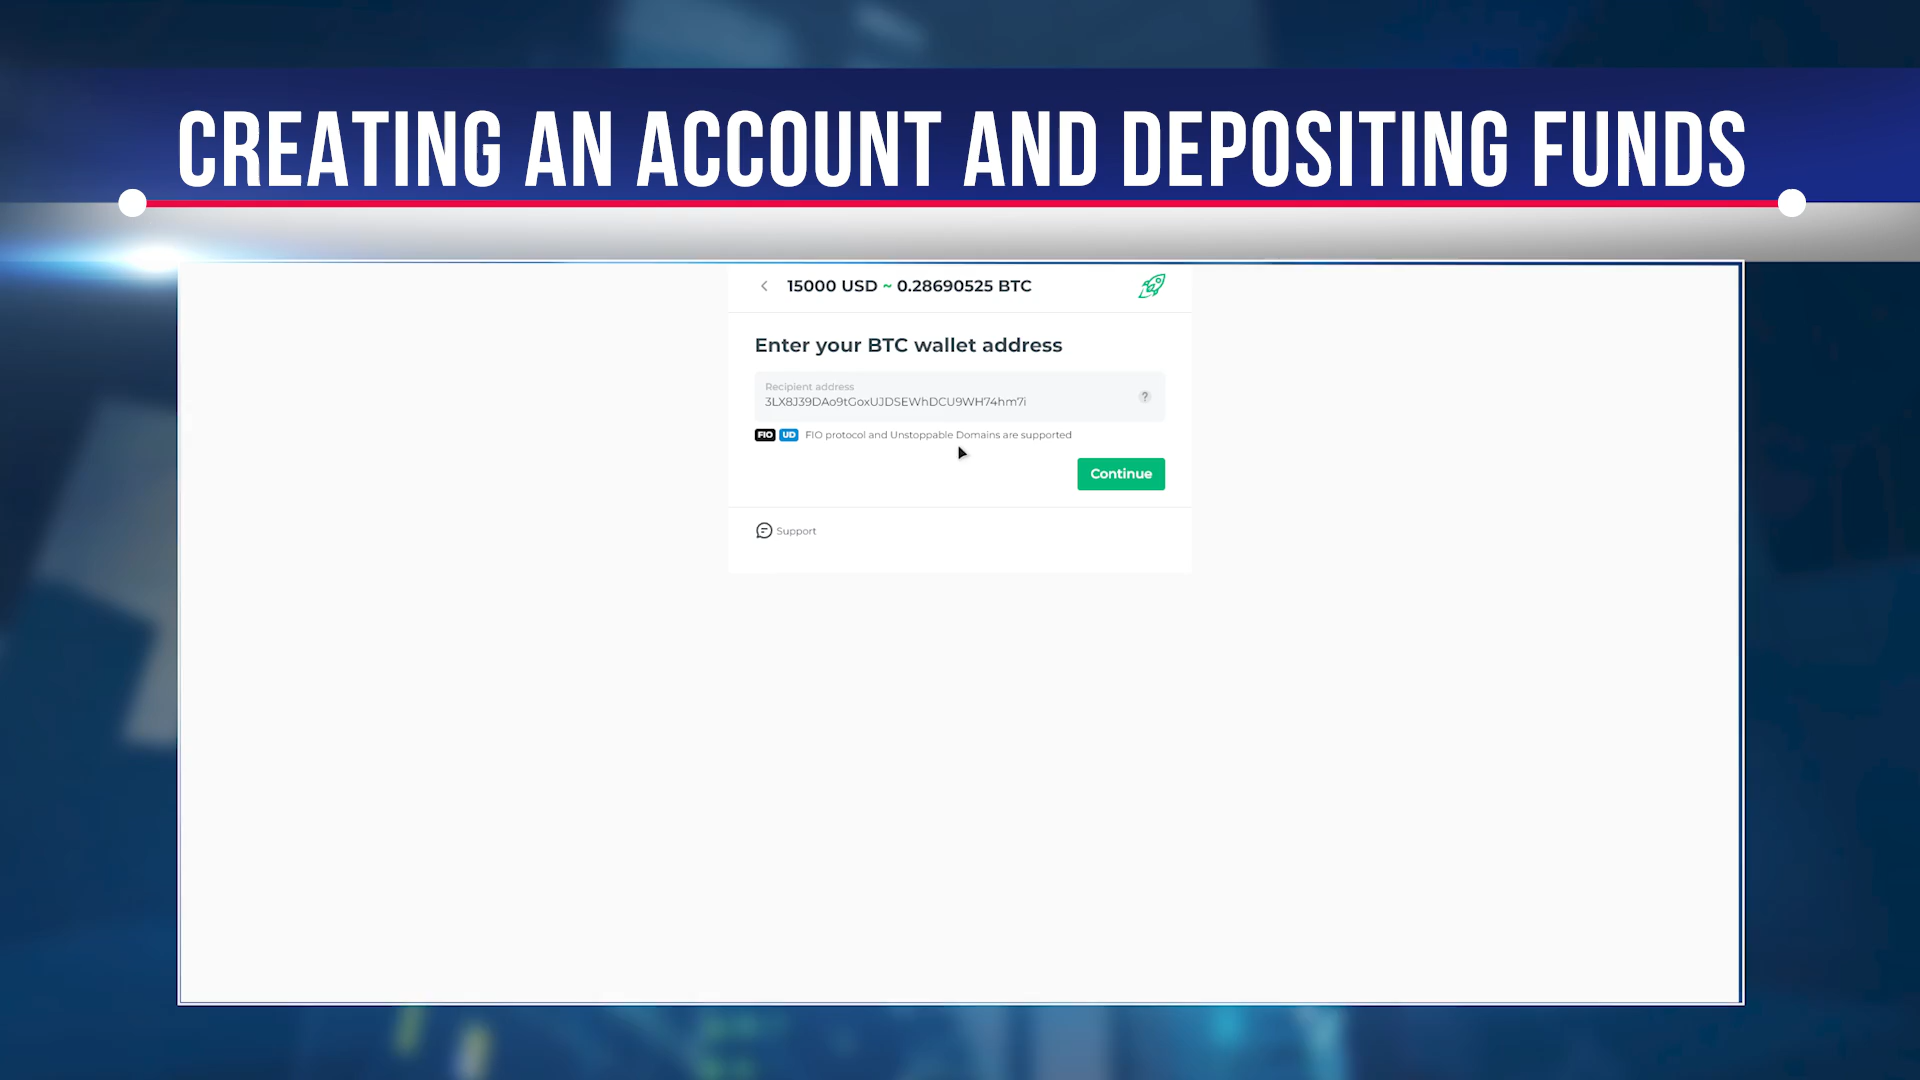 CREATING AN ACCOUNT AND DEPOSITING FUNDS
15000 USD ~ 0.28690525 BTC
Enter your BTC wallet address
Recipient address
3LX8J39DAo9tGoxUJDSEWhDCU9WH74hm7i
?
FIO UD FIO protocol and Unstoppable Domains are supported
Continue
Support